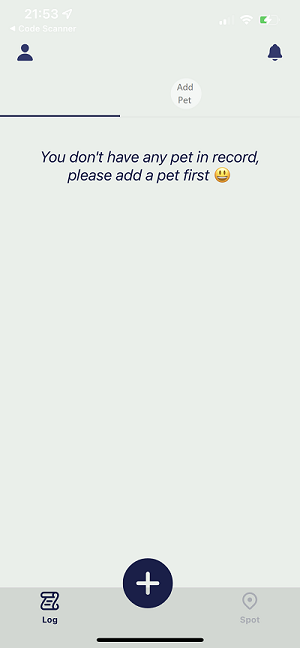 21:53
◀ Code Scanner
Add
Pet
You don't have any pet in record,
please add a pet first 😃
Log
Spot